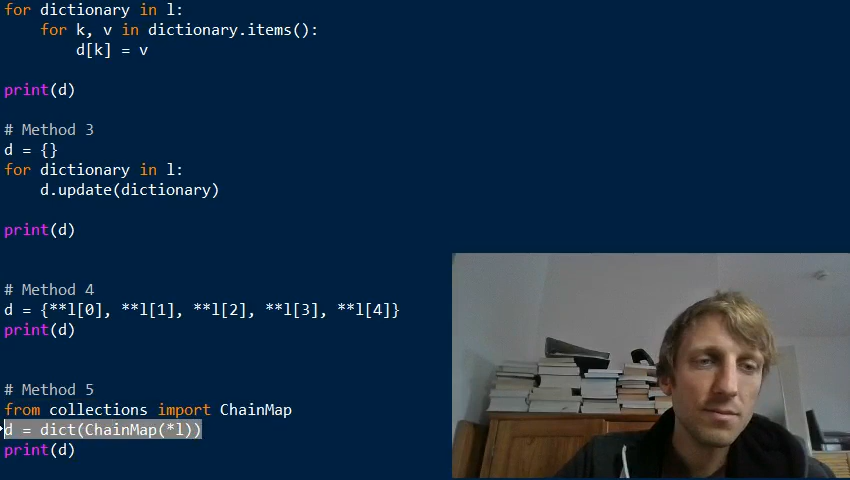 for dictionary in l:
    for k, v in dictionary.items():
        d[k] = v
print(d)
# Method 3
d = {}
for dictionary in l:
    d.update(dictionary)
print(d)
# Method 4
d = {**l[0], **l[1], **l[2], **l[3], **l[4]}
print(d)
# Method 5
from collections import ChainMap
d = dict(ChainMap(*l))
print(d)